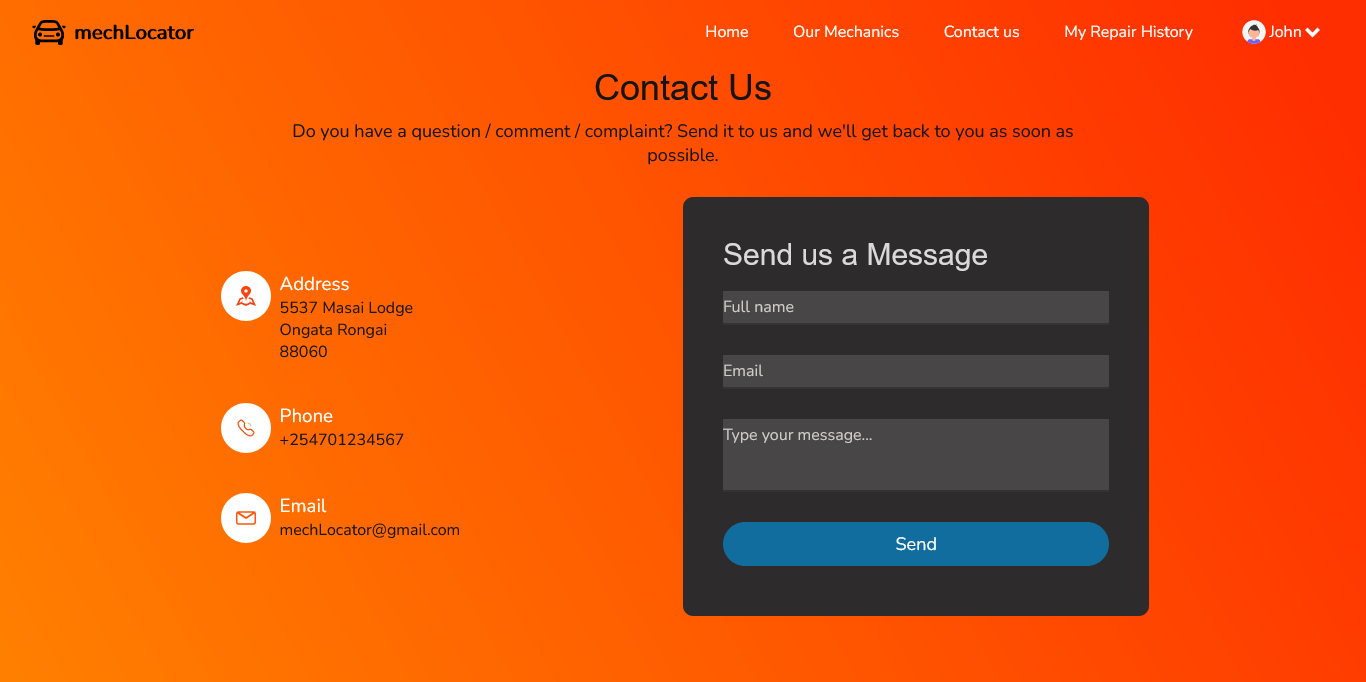 mechLocator
Home
Our Mechanics
Contact us
My Repair History
John
Contact Us
Do you have a question / comment / complaint? Send it to us and we'll get back to you as soon as
possible.
Address
5537 Masai Lodge
Ongata Rongai
88060
Phone
+254701234567
Email
mechLocator@gmail.com
Send us a Message
Full name
Email
Type your message...
Send